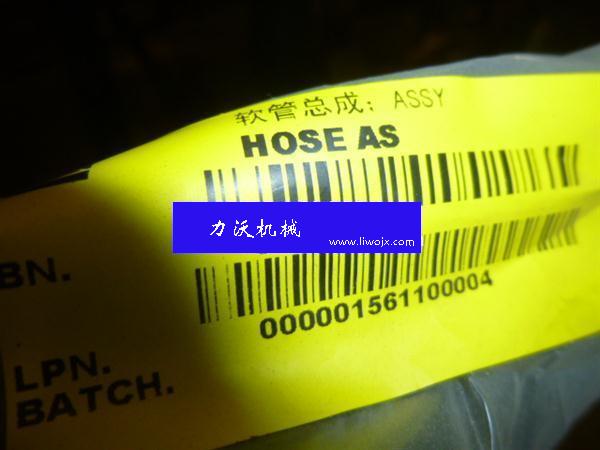 软管总成; ASSY
HOSE AS
力沃机械
www.liwojx.com
BN.
000001561100004
LPN.
BATCH.